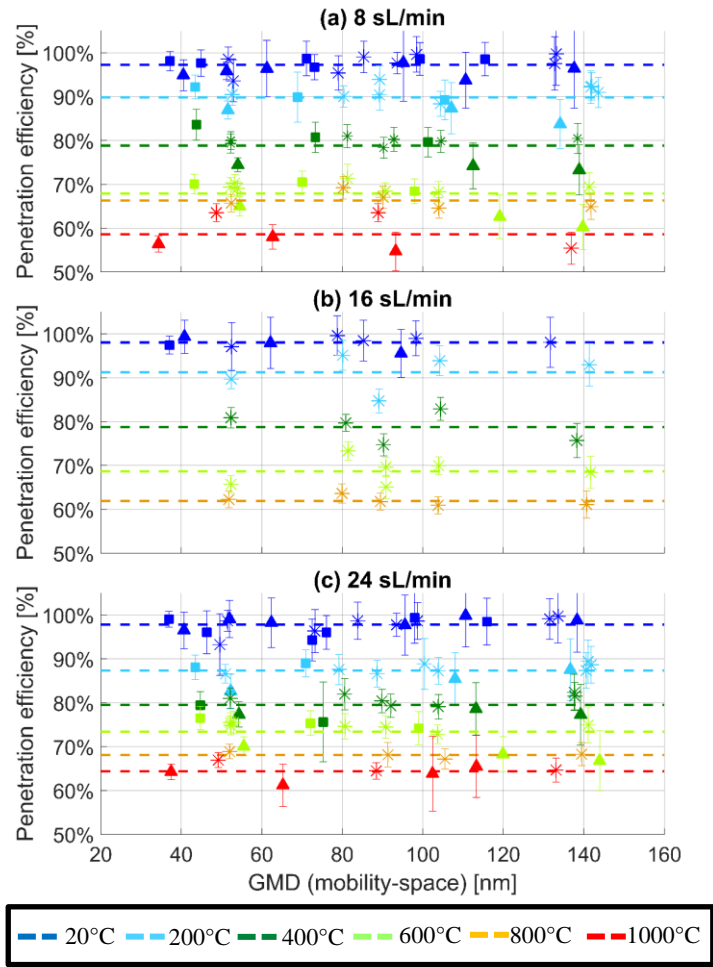 (a) 8 sL/min
Penetration efficiency [%]
100%
90%
80%
70%
60%
50%
(b) 16 sL/min
Penetration efficiency [%]
100%
90%
80%
70%
60%
50%
(c) 24 sL/min
Penetration efficiency [%]
100%
90%
80%
70%
60%
50%
20 40 60 80 100 120 140 160
GMD (mobility-space) [nm]
20°C 200°C 400°C 600°C 800°C 1000°C